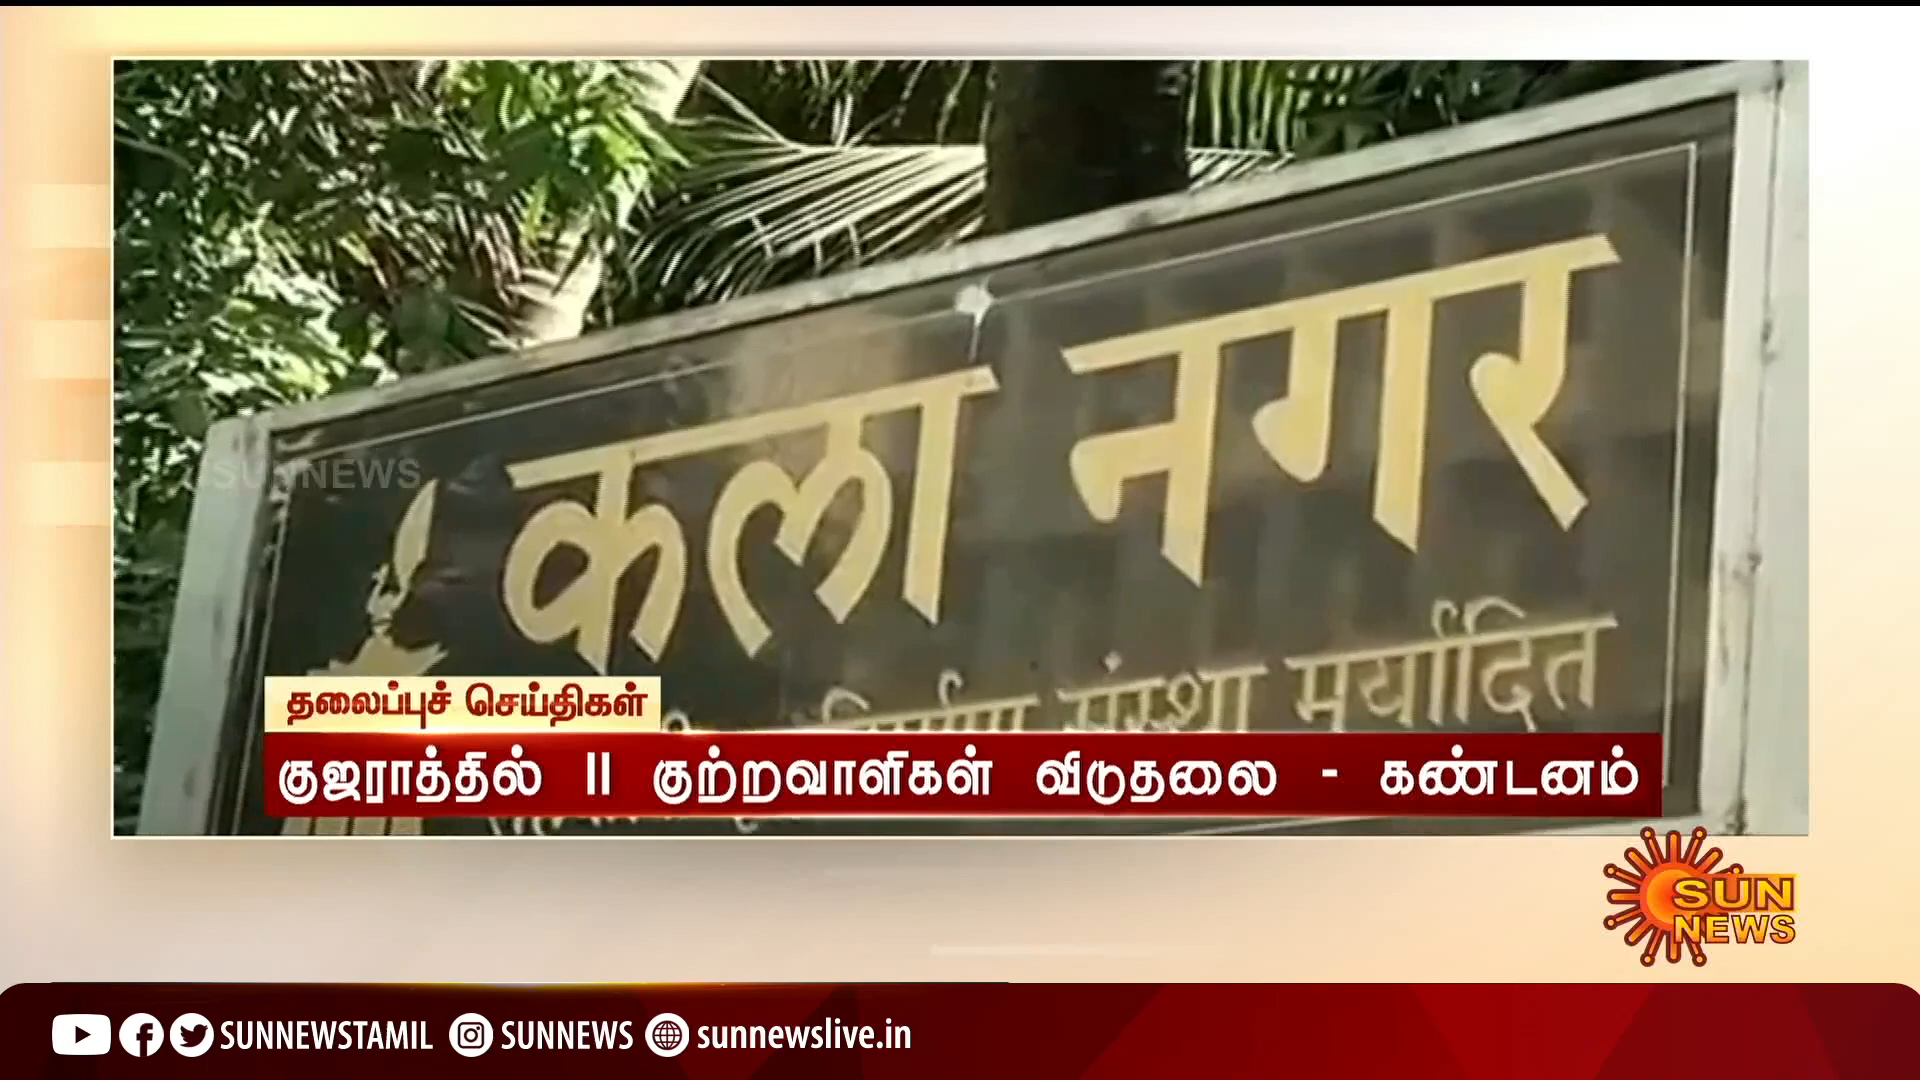 SUNNEWS
कला नगर
संस्था मर्यादित
தலைப்புச் செய்திகள்
குஜராத்தில் 11 குற்றவாளிகள் விடுதலை - கண்டனம்
SUN
NEWS
SUNNEWSTAMIL SUNNEWS sunnewslive.in